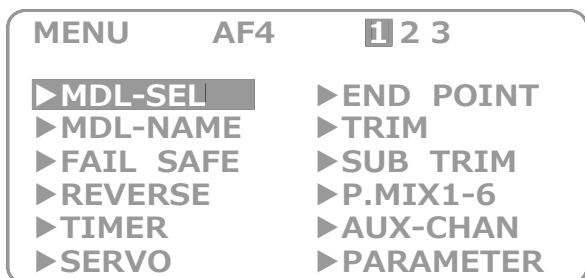 MENU AF4 1 2 3
▶MDL-SEL ▶END POINT
▶MDL-NAME ▶TRIM
▶FAIL SAFE ▶SUB TRIM
▶REVERSE ▶P.MIX1-6
▶TIMER ▶AUX-CHAN
▶SERVO ▶PARAMETER